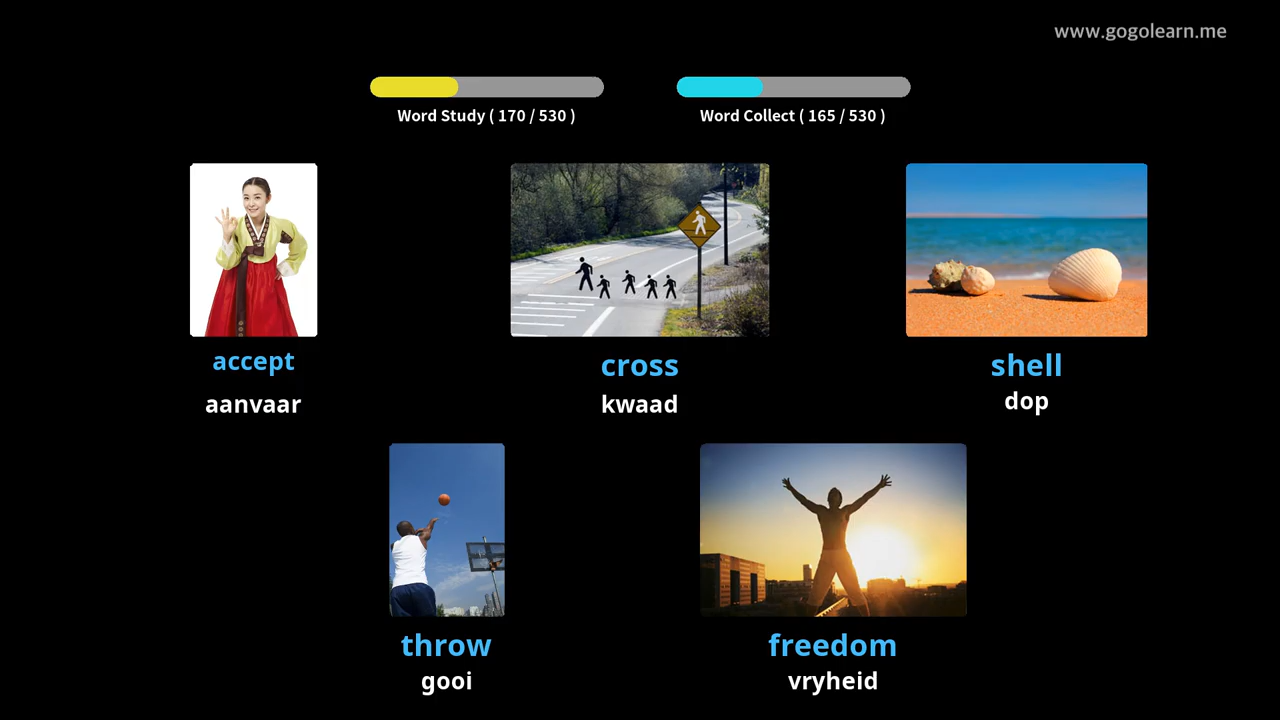 www.gogolearn.me
Word Study ( 170 / 530 )
Word Collect ( 165 / 530 )
accept
aanvaar
cross
kwaad
shell
dop
throw
gooi
freedom
vryheid